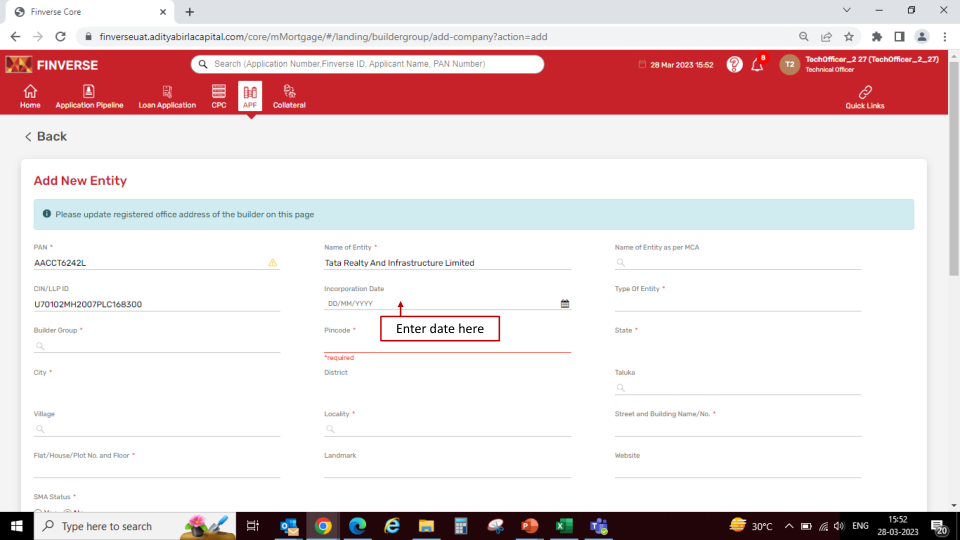 Finverse Core
finverseuat.adityabirlacapital.com/core/mMortgage/#/landing/buildergroup/add-company?action=add
FINVERSE
Search (Application Number,Finverse ID, Applicant Name, PAN Number)
28 Mar 2023 15:52
8
T2
TechOfficer_2 27 (TechOfficer_2_27)
Technical Officer
Home
Application Pipeline
Loan Application
CPC
APF
Collateral
Quick Links
< Back
Add New Entity
Please update registered office address of the builder on this page
PAN *
Name of Entity *
Name of Entity as per MCA
AACCT6242L
Tata Realty And Infrastructure Limited
CIN/LLP ID
Incorporation Date
Type Of Entity *
U70102MH2007PLC168300
DD/MM/YYYY
Enter date here
Builder Group *
Pincode *
State *
*required
City *
District
Taluka
Village
Locality *
Street and Building Name/No. *
Flat/House/Plot No. and Floor *
Landmark
Website
SMA Status *
Type here to search
30°C
ENG
15:52
28-03-2023
20